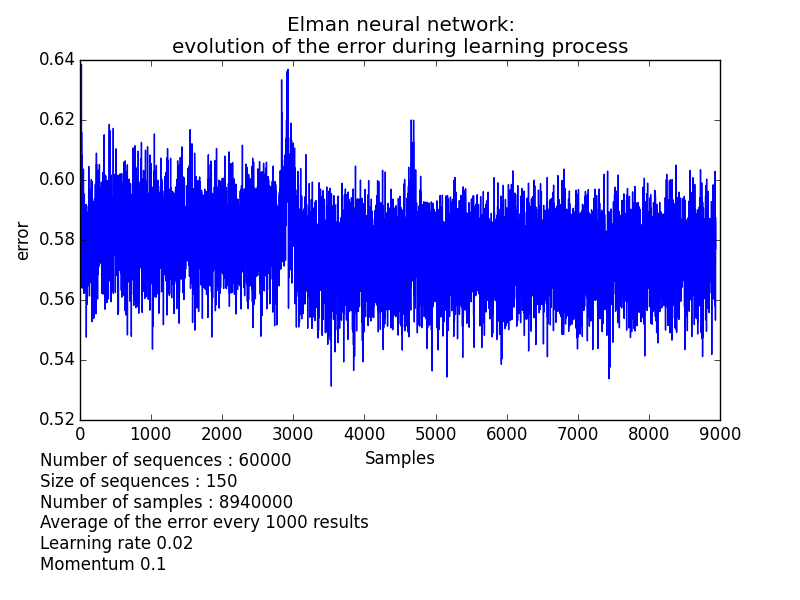 Elman neural network:
evolution of the error during learning process
0.64
0.62
0.60
0.58
0.56
0.54
0.52
error
0 1000 2000 3000 4000 5000 6000 7000 8000 9000
Samples
Number of sequences : 60000
Size of sequences : 150
Number of samples : 8940000
Average of the error every 1000 results
Learning rate 0.02
Momentum 0.1